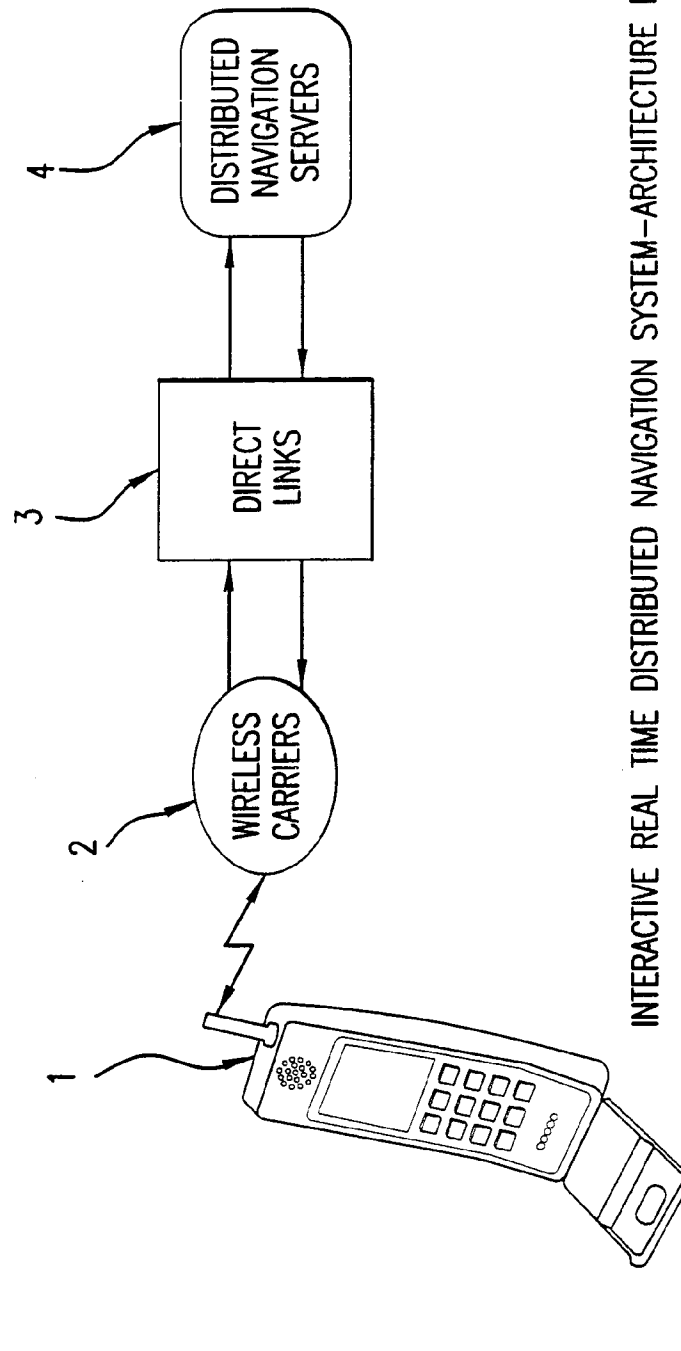 1
2
WIRELESS
CARRIERS
3
DIRECT
LINKS
4
DISTRIBUTED
NAVIGATION
SERVERS
INTERACTIVE REAL TIME DISTRIBUTED NAVIGATION SYSTEM-ARCHITECTURE